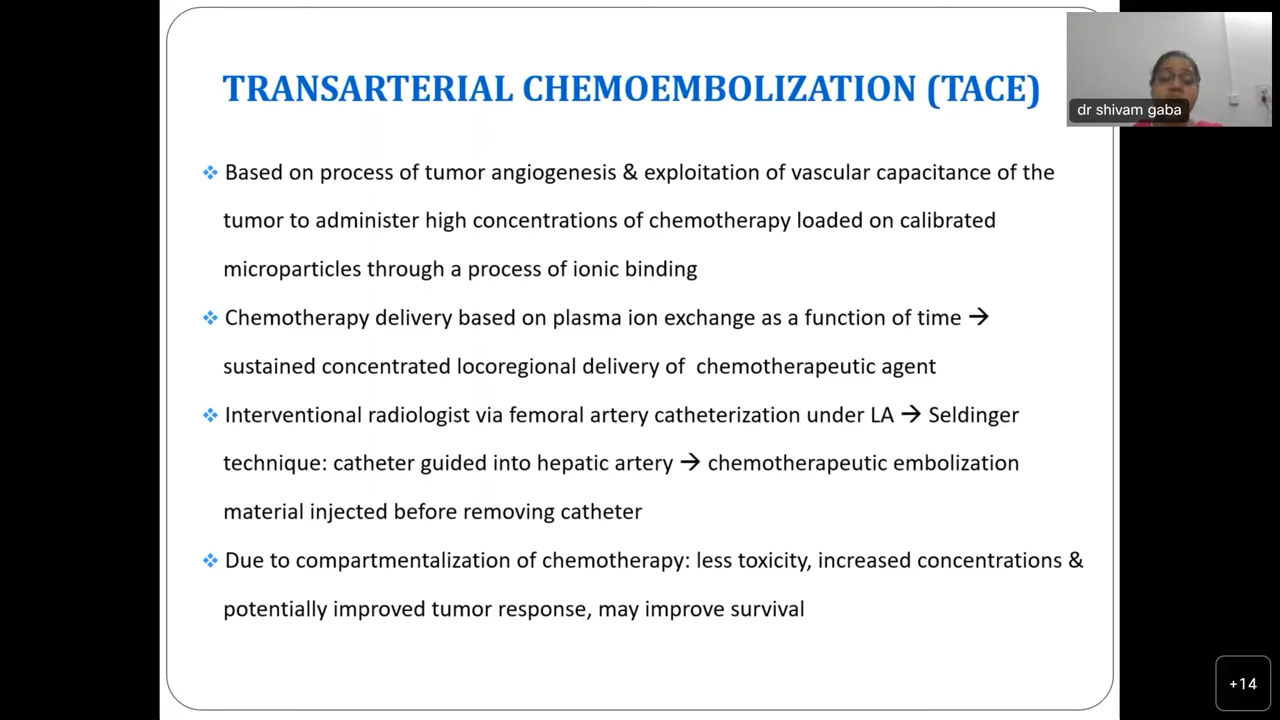 TRANSARTERIAL CHEMOEMBOLIZATION (TACE)
dr shivam gaba
❖ Based on process of tumor angiogenesis & exploitation of vascular capacitance of the
tumor to administer high concentrations of chemotherapy loaded on calibrated
microparticles through a process of ionic binding
❖ Chemotherapy delivery based on plasma ion exchange as a function of time →
sustained concentrated locoregional delivery of  chemotherapeutic agent
❖ Interventional radiologist via femoral artery catheterization under LA → Seldinger
technique: catheter guided into hepatic artery → chemotherapeutic embolization
material injected before removing catheter
❖ Due to compartmentalization of chemotherapy: less toxicity, increased concentrations &
potentially improved tumor response, may improve survival
+14